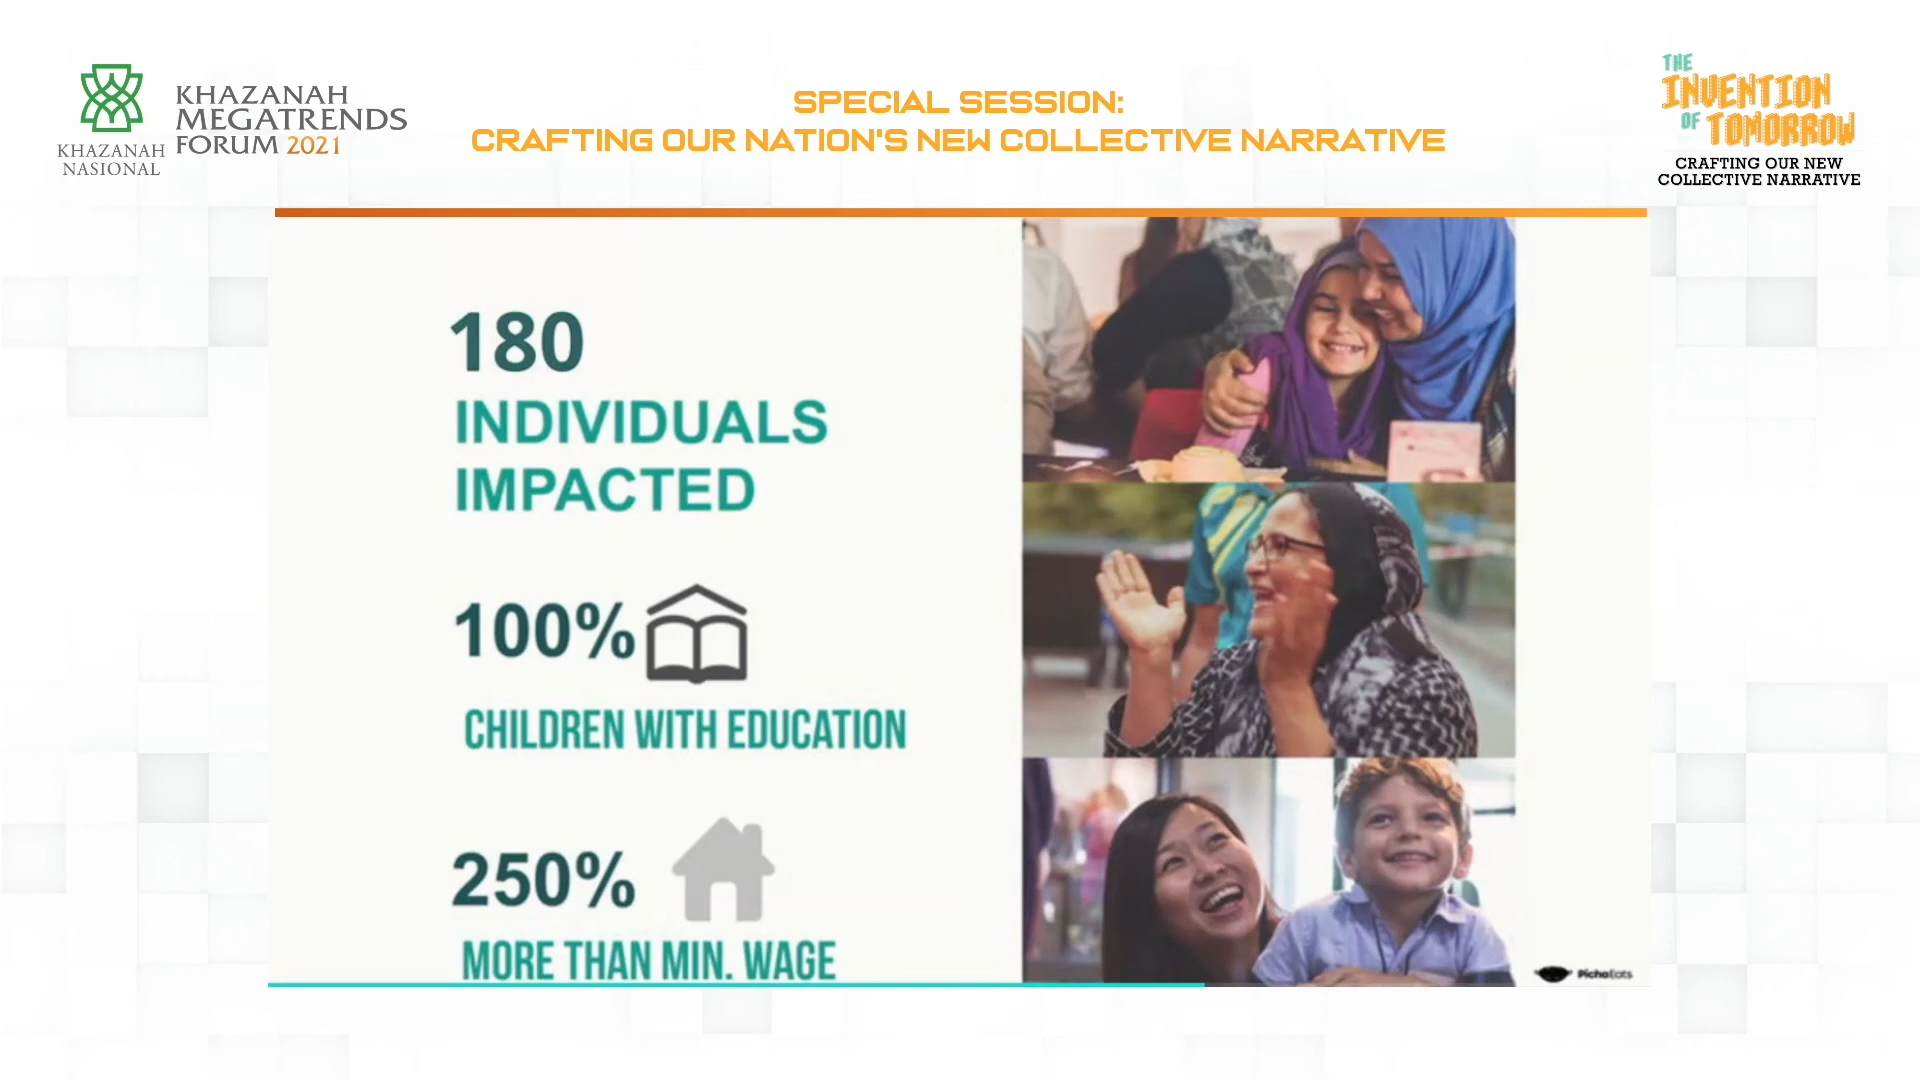 KHAZANAH
NASIONAL
KHAZANAH
MEGATRENDS
FORUM 2021
SPECIAL SESSION:
CRAFTING OUR NATION'S NEW COLLECTIVE NARRATIVE
THE
INVENTION
OF TOMORROW
CRAFTING OUR NEW
COLLECTIVE NARRATIVE
180
INDIVIDUALS
IMPACTED
100%
CHILDREN WITH EDUCATION
250%
MORE THAN MIN. WAGE
PichaEats